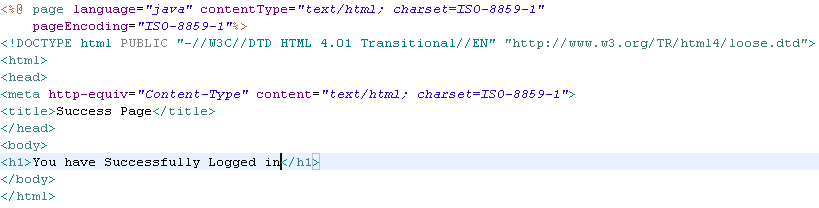 <%@ page language="java" contentType="text/html; charset=ISO-8859-1"
    pageEncoding="ISO-8859-1"%>
<!DOCTYPE html PUBLIC "-//W3C//DTD HTML 4.01 Transitional//EN" "http://www.w3.org/TR/html4/loose.dtd">
<html>
<head>
<meta http-equiv="Content-Type" content="text/html; charset=ISO-8859-1">
<title>Success Page</title>
</head>
<body>
<h1>You have Successfully Logged in</h1>
</body>
</html>